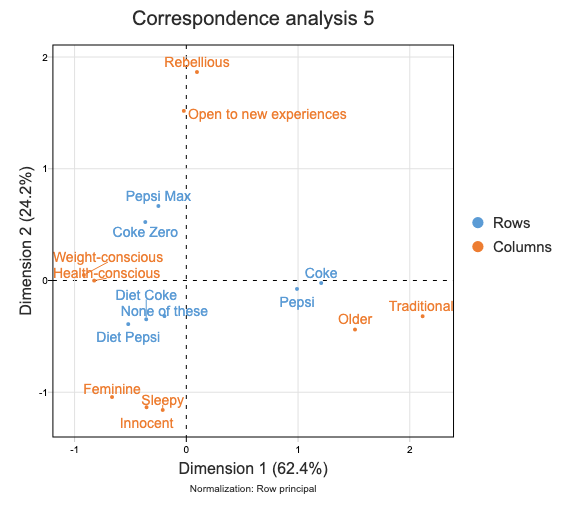 Correspondence analysis 5
Dimension 2 (24.2%)
2
1
0
-1
Rebellious
Open to new experiences
Pepsi Max
Coke Zero
Weight-conscious
Health-conscious
Diet Coke
None of these
Diet Pepsi
Coke
Pepsi
Traditional
Older
Feminine
Sleepy
Innocent
Rows
Columns
-1 0 1 2
Dimension 1 (62.4%)
Normalization: Row principal